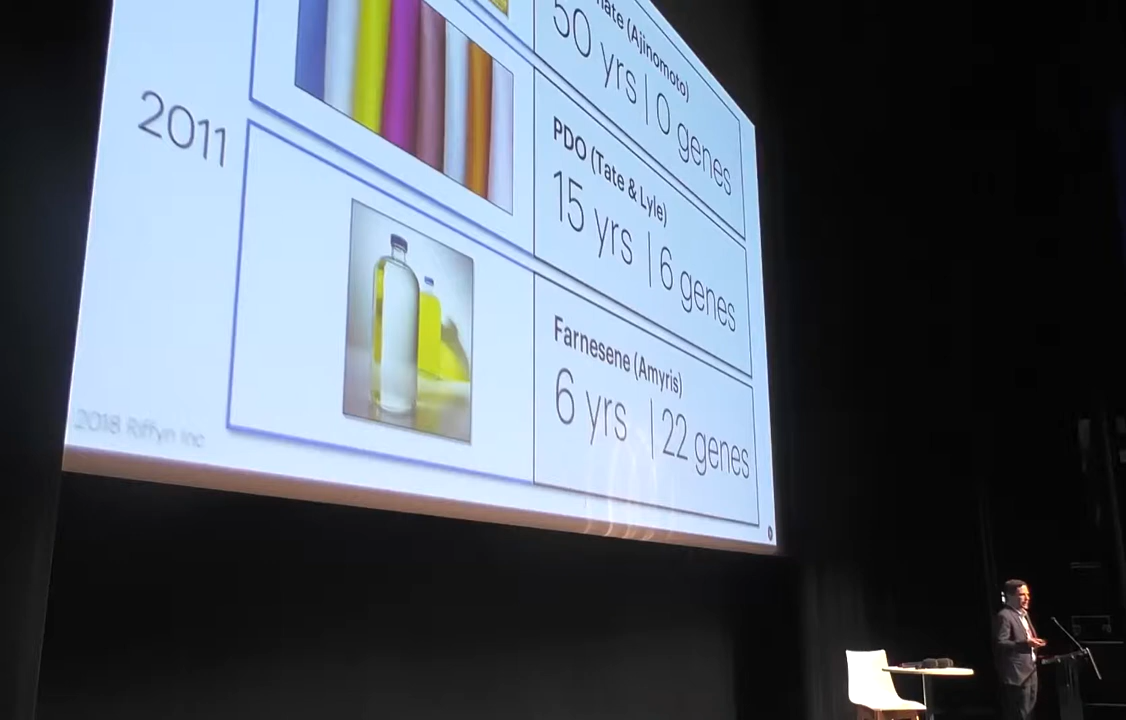 (Ajinomoto)
50 yrs | 0 genes
2011
PDO (Tate & Lyle)
15 yrs | 6 genes
Farnesene (Amyris)
6 yrs | 22 genes
2018 Riffyn Inc